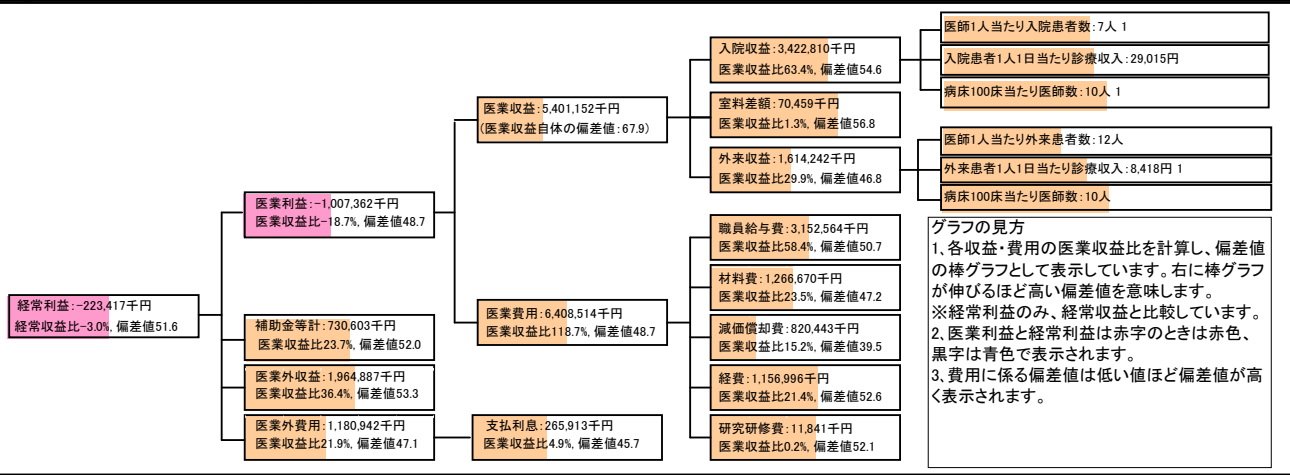 経常利益:-223,417千円
経常収益比-3.0%, 偏差値51.6
医業利益:-1,007,362千円
医業収益比-18.7%, 偏差値48.7
補助金等計:730,603千円
医業収益比23.7%, 偏差値52.0
医業外収益:1,964,887千円
医業収益比36.4%, 偏差値53.3
医業外費用:1,180,942千円
医業収益比21.9%, 偏差値47.1
医業収益:5,401,152千円
(医業収益自体の偏差値:67.9)
医業費用:6,408,514千円
医業収益比118.7%, 偏差値48.7
支払利息:265,913千円
医業収益比4.9%, 偏差値45.7
入院収益:3,422,810千円
医業収益比63.4%, 偏差値54.6
室料差額:70,459千円
医業収益比1.3%, 偏差値56.8
外来収益:1,614,242千円
医業収益比29.9%, 偏差値46.8
職員給与費:3,152,564千円
医業収益比58.4%, 偏差値50.7
材料費:1,266,670千円
医業収益比23.5%, 偏差値47.2
減価償却費:820,443千円
医業収益比15.2%, 偏差値39.5
経費:1,156,996千円
医業収益比21.4%, 偏差値52.6
研究研修費:11,841千円
医業収益比0.2%, 偏差値52.1
医師1人当たり入院患者数:7人 1
入院患者1人1日当たり診療収入:29,015円
病床100床当たり医師数:10人 1
医師1人当たり外来患者数:12人
外来患者1人1日当たり診療収入:8,418円 1
病床100床当たり医師数:10人
グラフの見方
1、各収益・費用の医業収益比を計算し、偏差値
の棒グラフとして表示しています。右に棒グラフ
が伸びるほど高い偏差値を意味します。
※経常利益のみ、経常収益と比較しています。
2、医業利益と経常利益は赤字のときは赤色、
黒字は青色で表示されます。
3、費用に係る偏差値は低い値ほど偏差値が高
く表示されます。